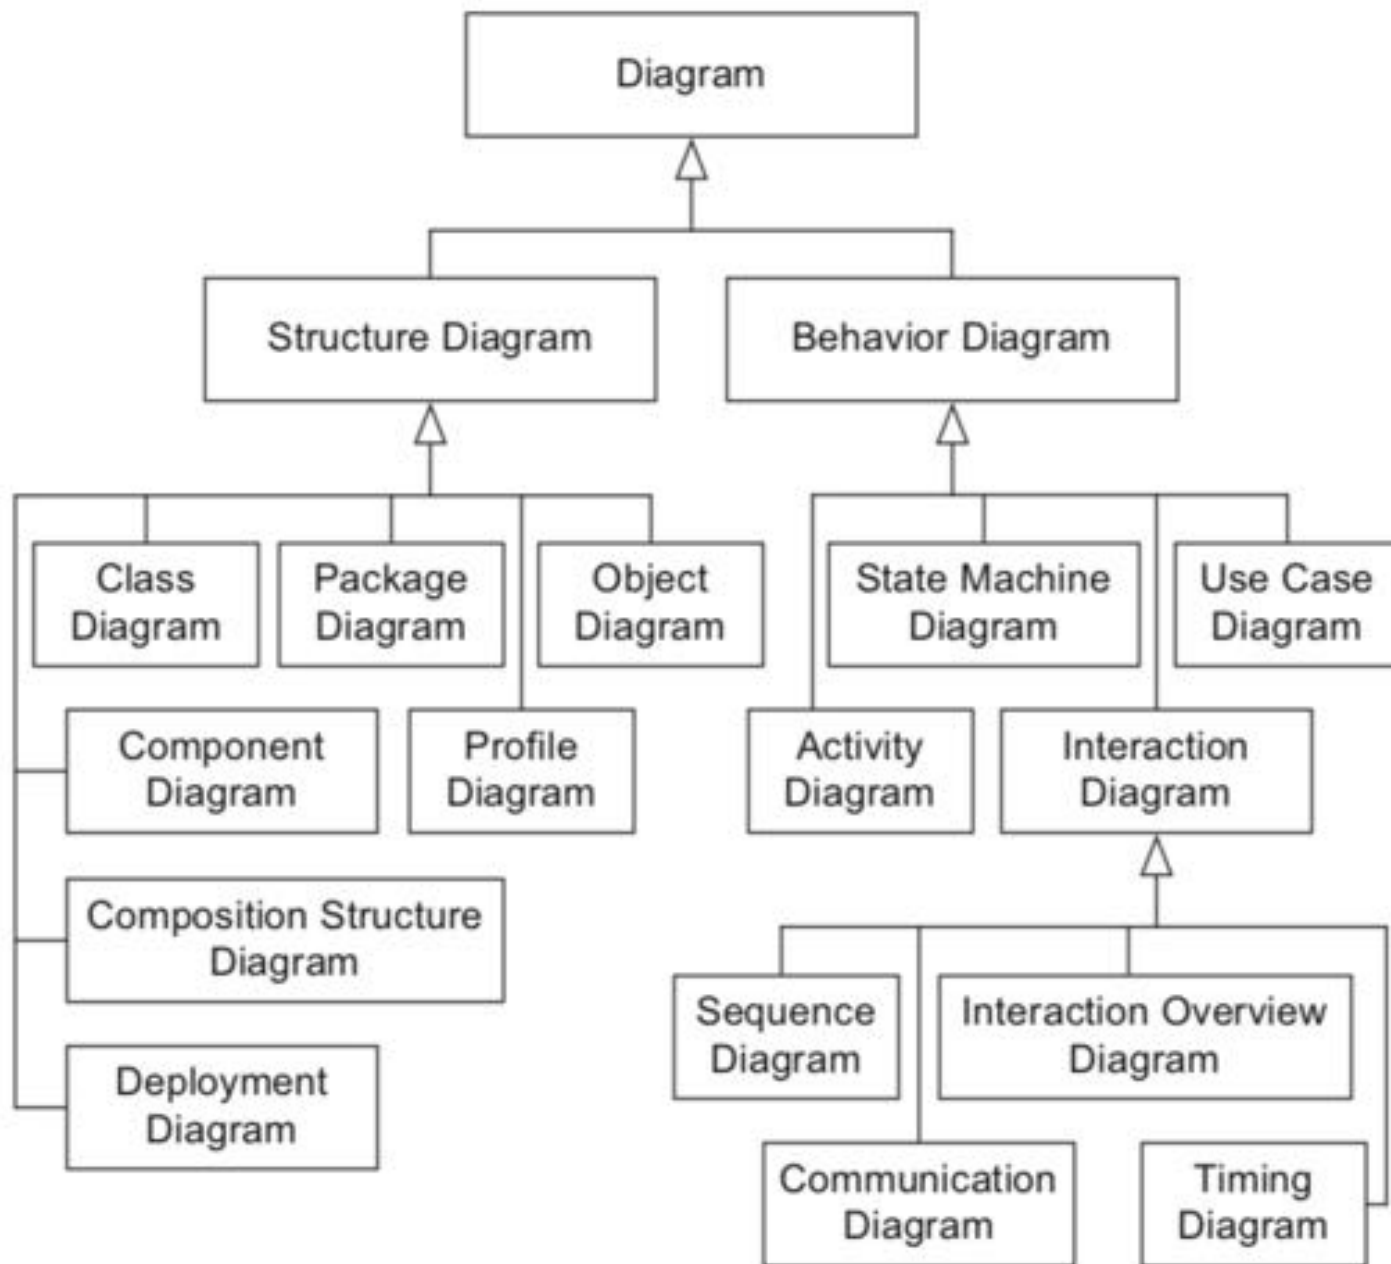 Diagram
Structure Diagram
Behavior Diagram
Class
Diagram
Package
Diagram
Object
Diagram
State Machine
Diagram
Use Case
Diagram
Component
Diagram
Profile
Diagram
Activity
Diagram
Interaction
Diagram
Composition Structure
Diagram
Sequence
Diagram
Interaction Overview
Diagram
Deployment
Diagram
Communication
Diagram
Timing
Diagram